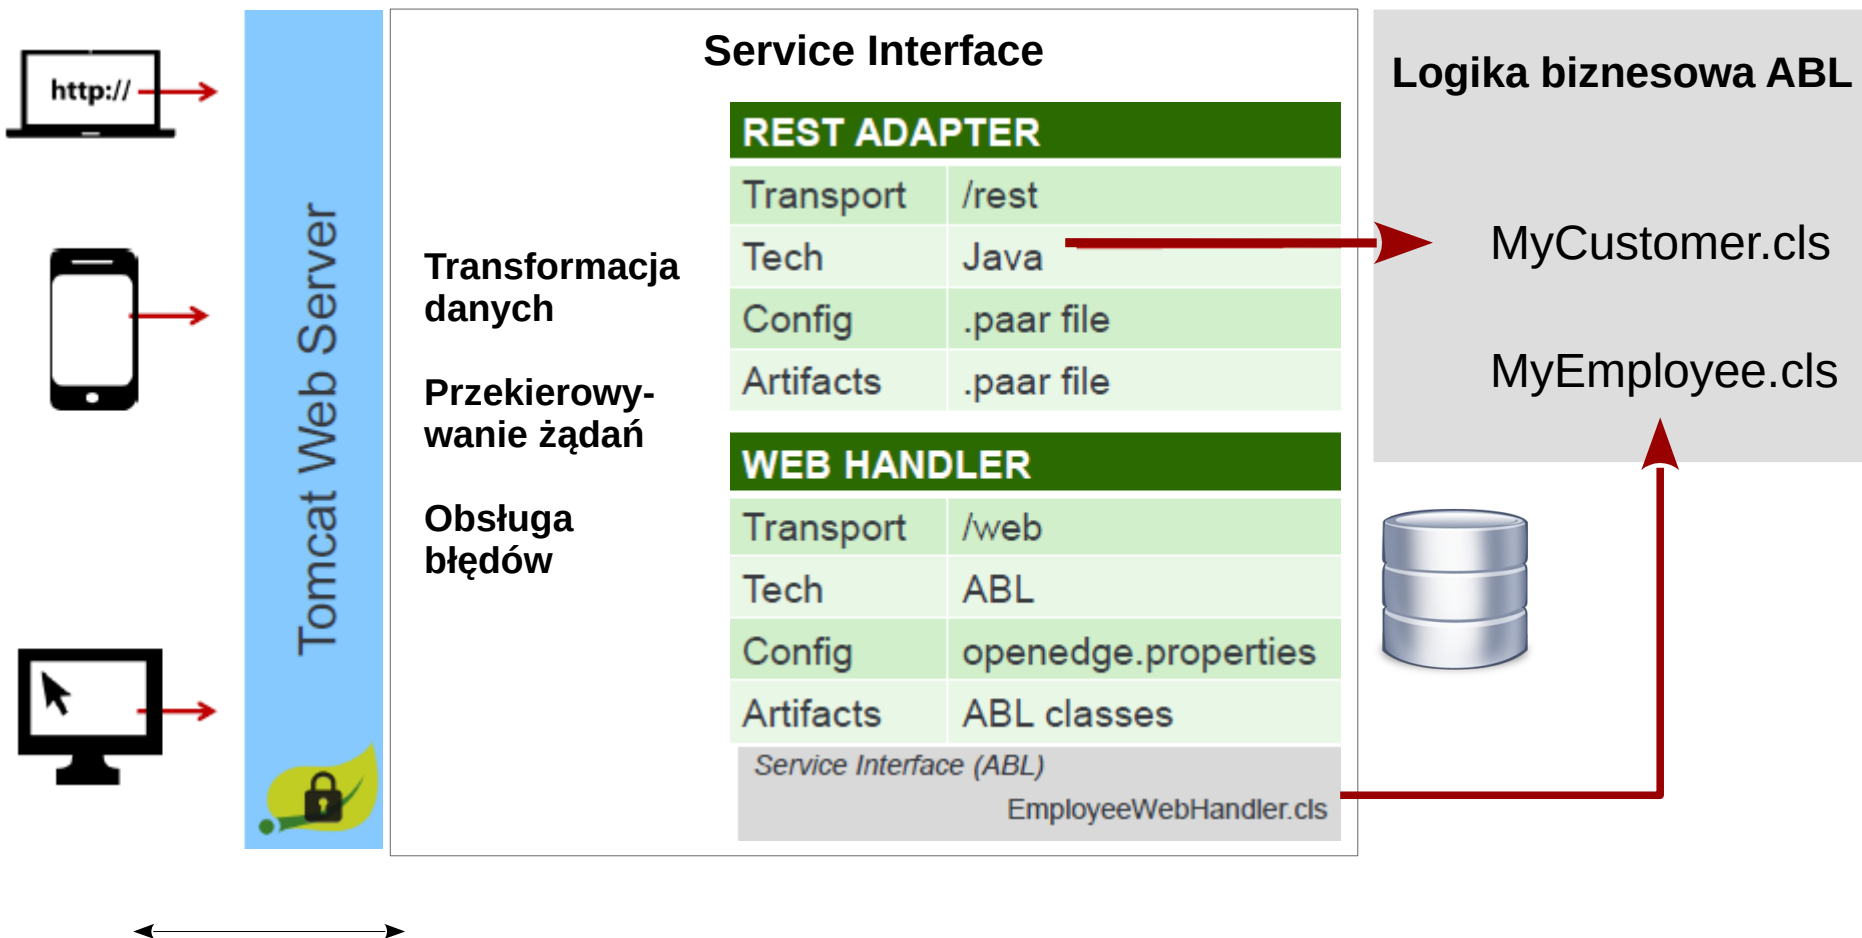 http://
Tomcat Web Server
Service Interface
Transformacja
danych
Przekierowy-
wanie żądań
Obsługa
błędów
REST ADAPTER
Transport /rest
Tech Java
Config .paar file
Artifacts .paar file
WEB HANDLER
Transport /web
Tech ABL
Config openedge.properties
Artifacts ABL classes
Service Interface (ABL)
EmployeeWebHandler.cls
Logika biznesowa ABL
MyCustomer.cls
MyEmployee.cls